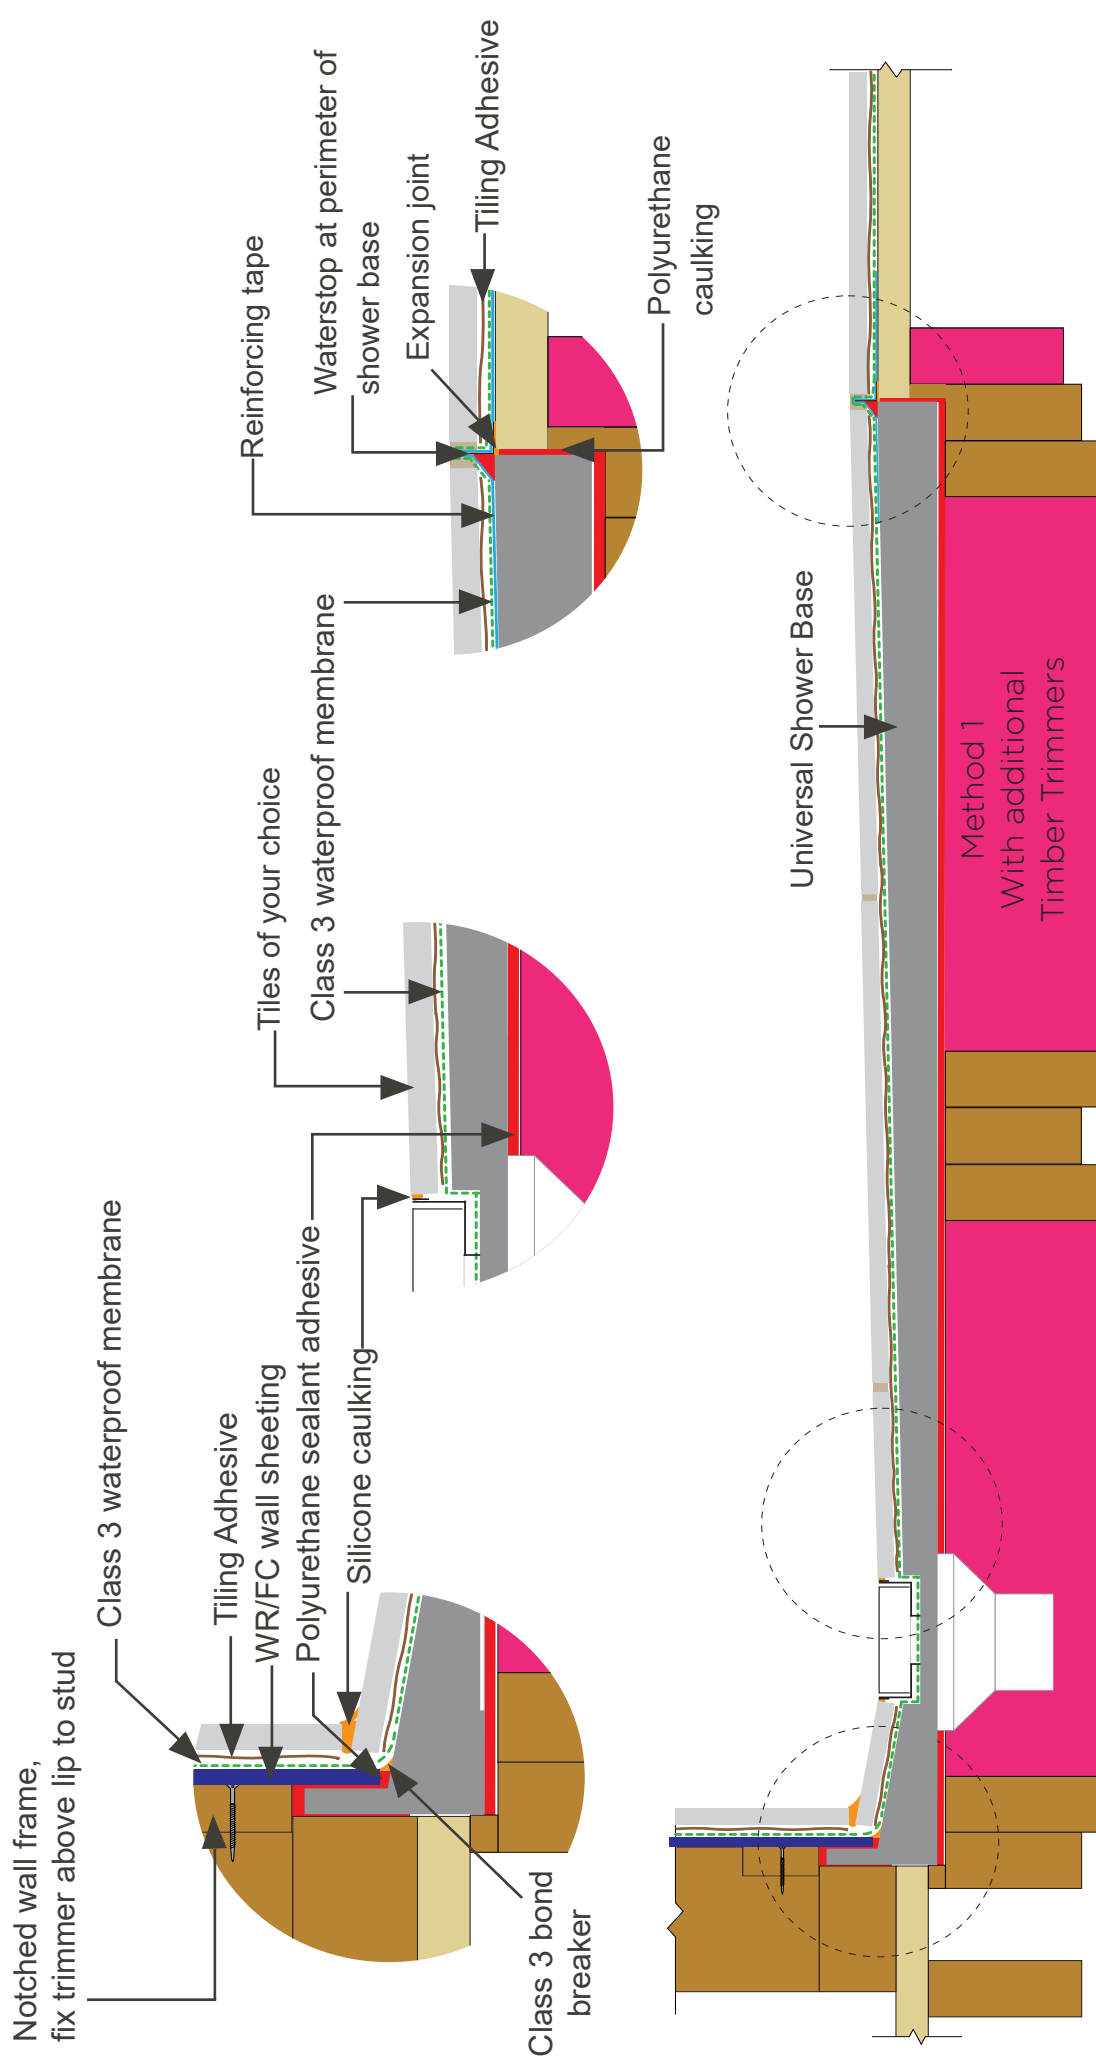 Notched wall frame,
fix trimmer above lip to stud
Class 3 waterproof membrane
Tiling Adhesive
WR/FC wall sheeting
Polyurethane sealant adhesive
Silicone caulking
Class 3 bond
breaker
Tiles of your choice
Class 3 waterproof membrane
Reinforcing tape
Waterstop at perimeter of
shower base
Expansion joint
Tiling Adhesive
Polyurethane
caulking
Universal Shower Base
Method 1
With additional
Timber Trimmers